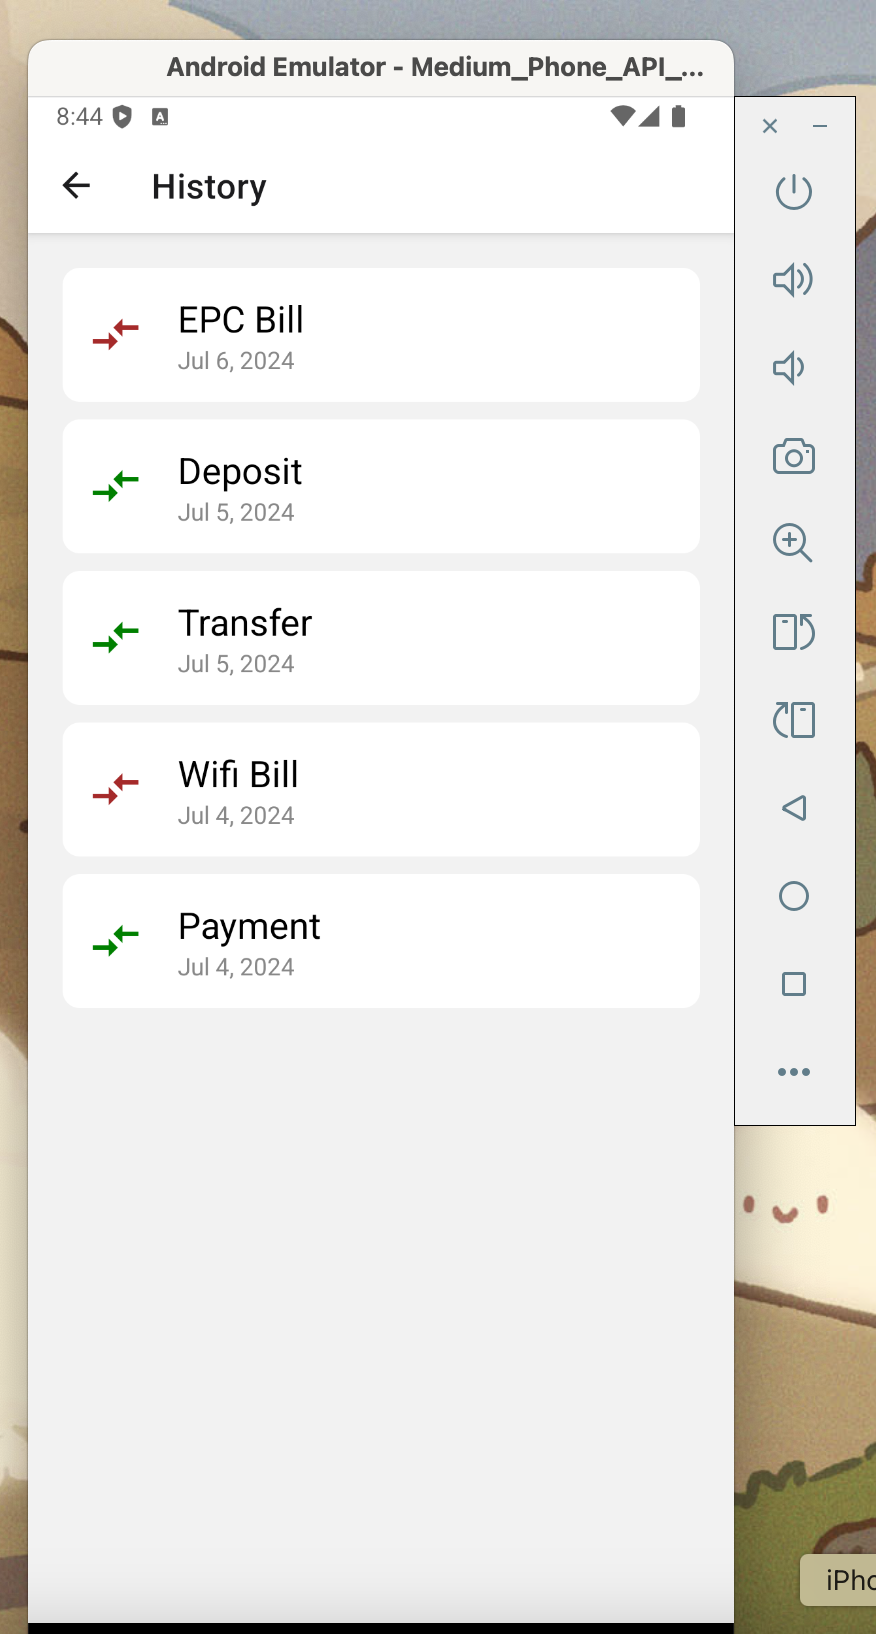 Android Emulator - Medium_Phone_API_...
8:44
A
History
EPC Bill
Jul 6, 2024
Deposit
Jul 5, 2024
Transfer
Jul 5, 2024
Wifi Bill
Jul 4, 2024
Payment
Jul 4, 2024
iPho